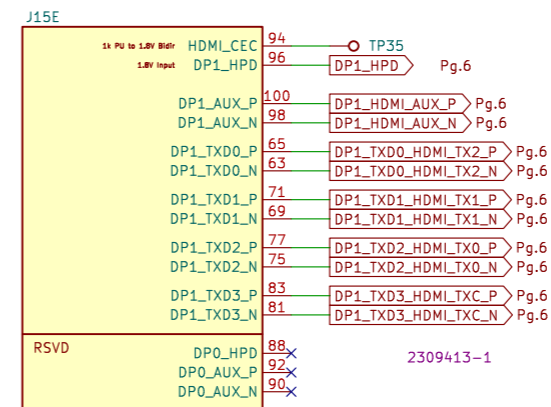 J15E
1k PU to 1.8V Bidir HDMI_CEC 94 TP35
1.8V Input DP1_HPD 96 DP1_HPD Pg.6
DP1_AUX_P 100 DP1_HDMI_AUX_P Pg.6
DP1_AUX_N 98 DP1_HDMI_AUX_N Pg.6
DP1_TXD0_P 65 DP1_TXD0_HDMI_TX2_P Pg.6
DP1_TXD0_N 63 DP1_TXD0_HDMI_TX2_N Pg.6
DP1_TXD1_P 71 DP1_TXD1_HDMI_TX1_P Pg.6
DP1_TXD1_N 69 DP1_TXD1_HDMI_TX1_N Pg.6
DP1_TXD2_P 77 DP1_TXD2_HDMI_TX0_P Pg.6
DP1_TXD2_N 75 DP1_TXD2_HDMI_TX0_N Pg.6
DP1_TXD3_P 83 DP1_TXD3_HDMI_TXC_P Pg.6
DP1_TXD3_N 81 DP1_TXD3_HDMI_TXC_N Pg.6
RSVD
DP0_HPD 88
DP0_AUX_P 92
DP0_AUX_N 90
2309413-1